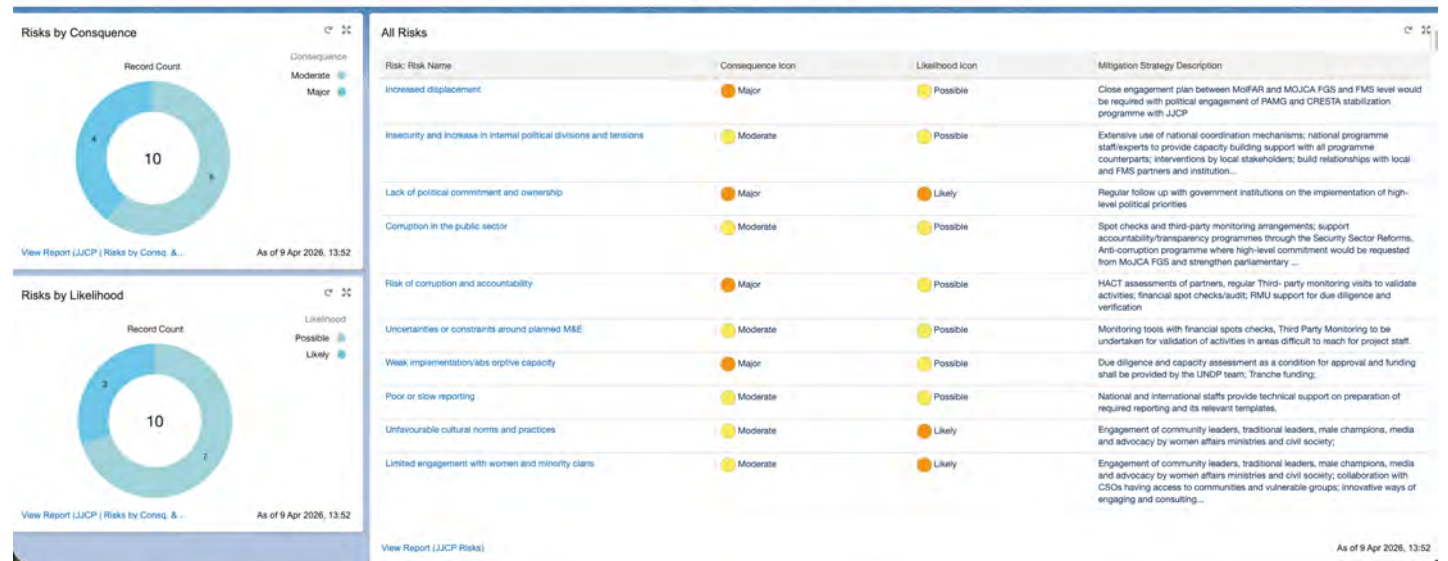 Risks by Consquence
Record Count
Consequence
Moderate
Major
4
6
10
View Report (JJCP | Risks by Consq. &...
As of 9 Apr 2026, 13:52
Risks by Likelihood
Record Count
Likelihood
Possible
Likely
3
7
10
View Report (JJCP | Risks by Consq. & ...
As of 9 Apr 2026, 13:52
All Risks
Risk: Risk Name
Consequence Icon
Likelihood Icon
Mitigation Strategy Description
Increased displacement
Major
Possible
Close engagement plan between MoIFAR and MOJCA FGS and FMS level would
be required with political engagement of PAMG and CRESTA stabilization
programme with JJCP
Insecurity and increase in internal political divisions and tensions
Moderate
Possible
Extensive use of national coordination mechanisms; national programme
staff/experts to provide capacity building support with all programme
counterparts; interventions by local stakeholders; build relationships with local
and FMS partners and institution...
Lack of political commitment and ownership
Major
Likely
Regular follow up with government institutions on the implementation of high-
level political priorities
Corruption in the public sector
Moderate
Possible
Spot checks and third-party monitoring arrangements; support
accountability/transparency programmes through the Security Sector Reforms.
Anti-corruption programme where high-level commitment would be requested
from MoJCA FGS and strengthen parliamentary ...
Risk of corruption and accountability
Major
Possible
HACT assessments of partners, regular Third- party monitoring visits to validate
activities; financial spot checks/audit; RMU support for due diligence and
verification
Uncertainties or constraints around planned M&E
Moderate
Possible
Monitoring tools with financial spots checks, Third Party Monitoring to be
undertaken for validation of activities in areas difficult to reach for project staff.
Weak implementation/abs orptive capacity
Major
Possible
Due diligence and capacity assessment as a condition for approval and funding
shall be provided by the UNDP team; Tranche funding;
Poor or slow reporting
Moderate
Possible
National and international staffs provide technical support on preparation of
required reporting and its relevant templates.
Unfavourable cultural norms and practices
Moderate
Likely
Engagement of community leaders, traditional leaders, male champions, media
and advocacy by women affairs ministries and civil society;
Limited engagement with women and minority clans
Moderate
Likely
Engagement of community leaders, traditional leaders, male champions, media
and advocacy by women affairs ministries and civil society; collaboration with
CSOs having access to communities and vulnerable groups; innovative ways of
engaging and consulting...
View Report (JJCP Risks)
As of 9 Apr 2026, 13:52